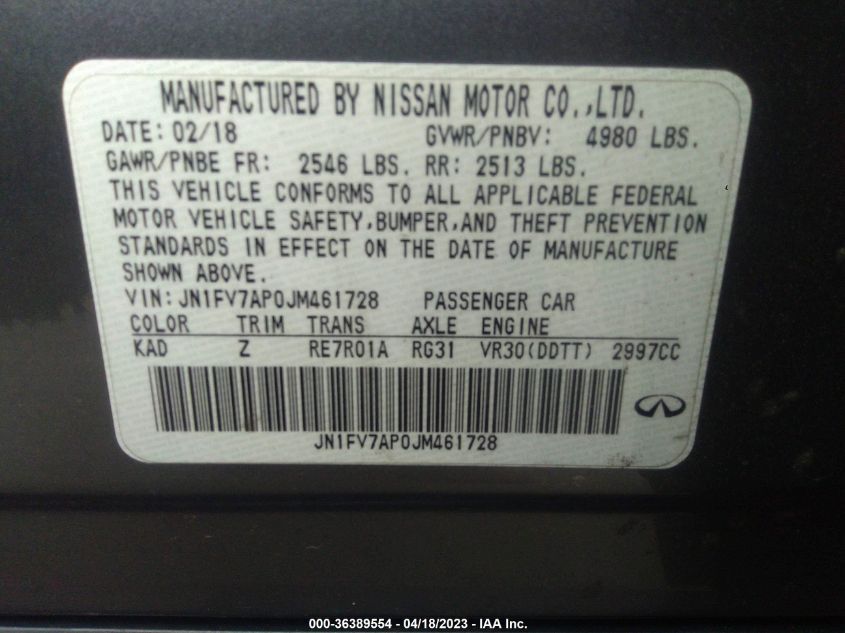 MANUFACTURED BY NISSAN MOTOR CO.,LTD.
DATE: 02/18 GVWR/PNBV: 4980 LBS.
GAWR/PNBE FR: 2546 LBS. RR: 2513 LBS.
THIS VEHICLE CONFORMS TO ALL APPLICABLE FEDERAL
MOTOR VEHICLE SAFETY,BUMPER,AND THEFT PREVENTION
STANDARDS IN EFFECT ON THE DATE OF MANUFACTURE
SHOWN ABOVE.
VIN: JN1FV7AP0JM461728 PASSENGER CAR
COLOR TRIM TRANS AXLE ENGINE
KAD Z RE7R01A RG31 VR30(DDTT) 2997CC
JN1FV7AP0JM461728
000-36389554 - 04/18/2023 - IAA Inc.